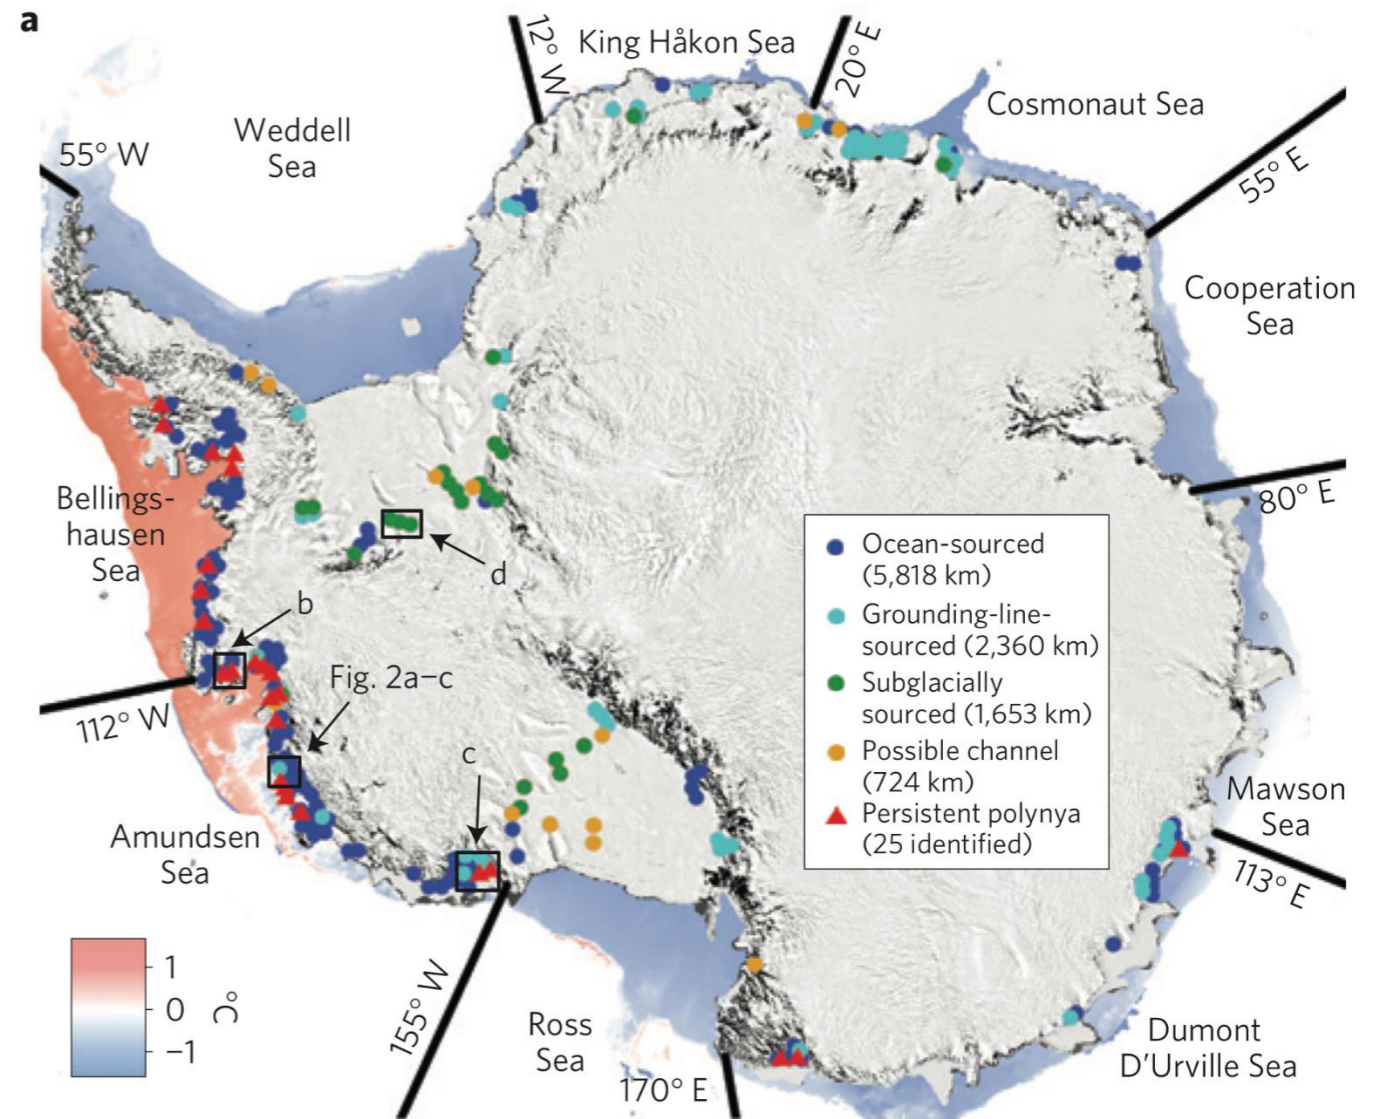 a
King Håkon Sea
12° W
20° E
Cosmonaut Sea
Weddell
Sea
55° W
55° E
Cooperation
Sea
80° E
Bellings-
hausen
Sea
d
b
Fig. 2a–c
112° W
c
Ocean-sourced
(5,818 km)
Grounding-line-
sourced (2,360 km)
Subglacially
sourced (1,653 km)
Possible channel
(724 km)
Persistent polynya
(25 identified)
Mawson
Sea
113° E
Amundsen
Sea
1
0
−1
°C
155° W
Ross
Sea
170° E
Dumont
D'Urville Sea